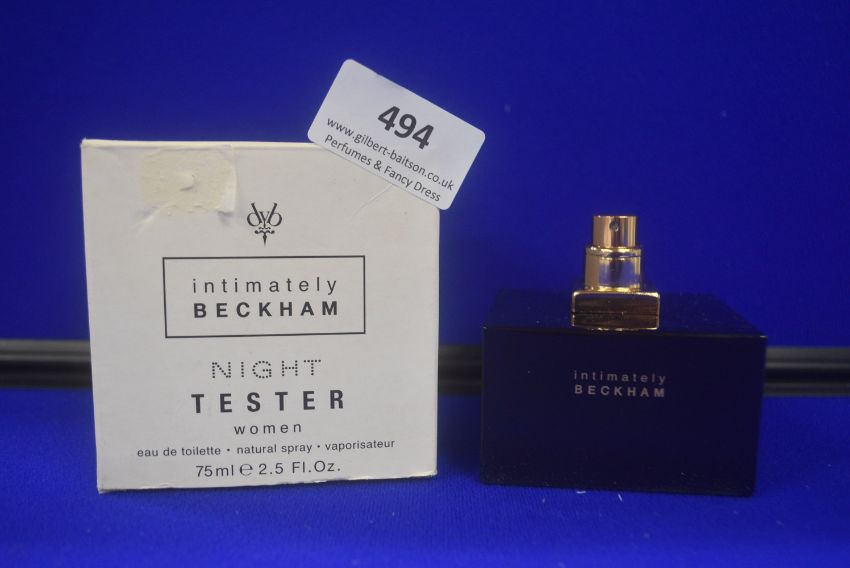 494
www.gilbert-baitson.co.uk
Perfumes & Fancy Dress
dvb
intimately
BECKHAM
NIGHT
TESTER
women
eau de toilette • natural spray • vaporisateur
75ml ℮ 2.5 Fl.Oz.
intimately
BECKHAM